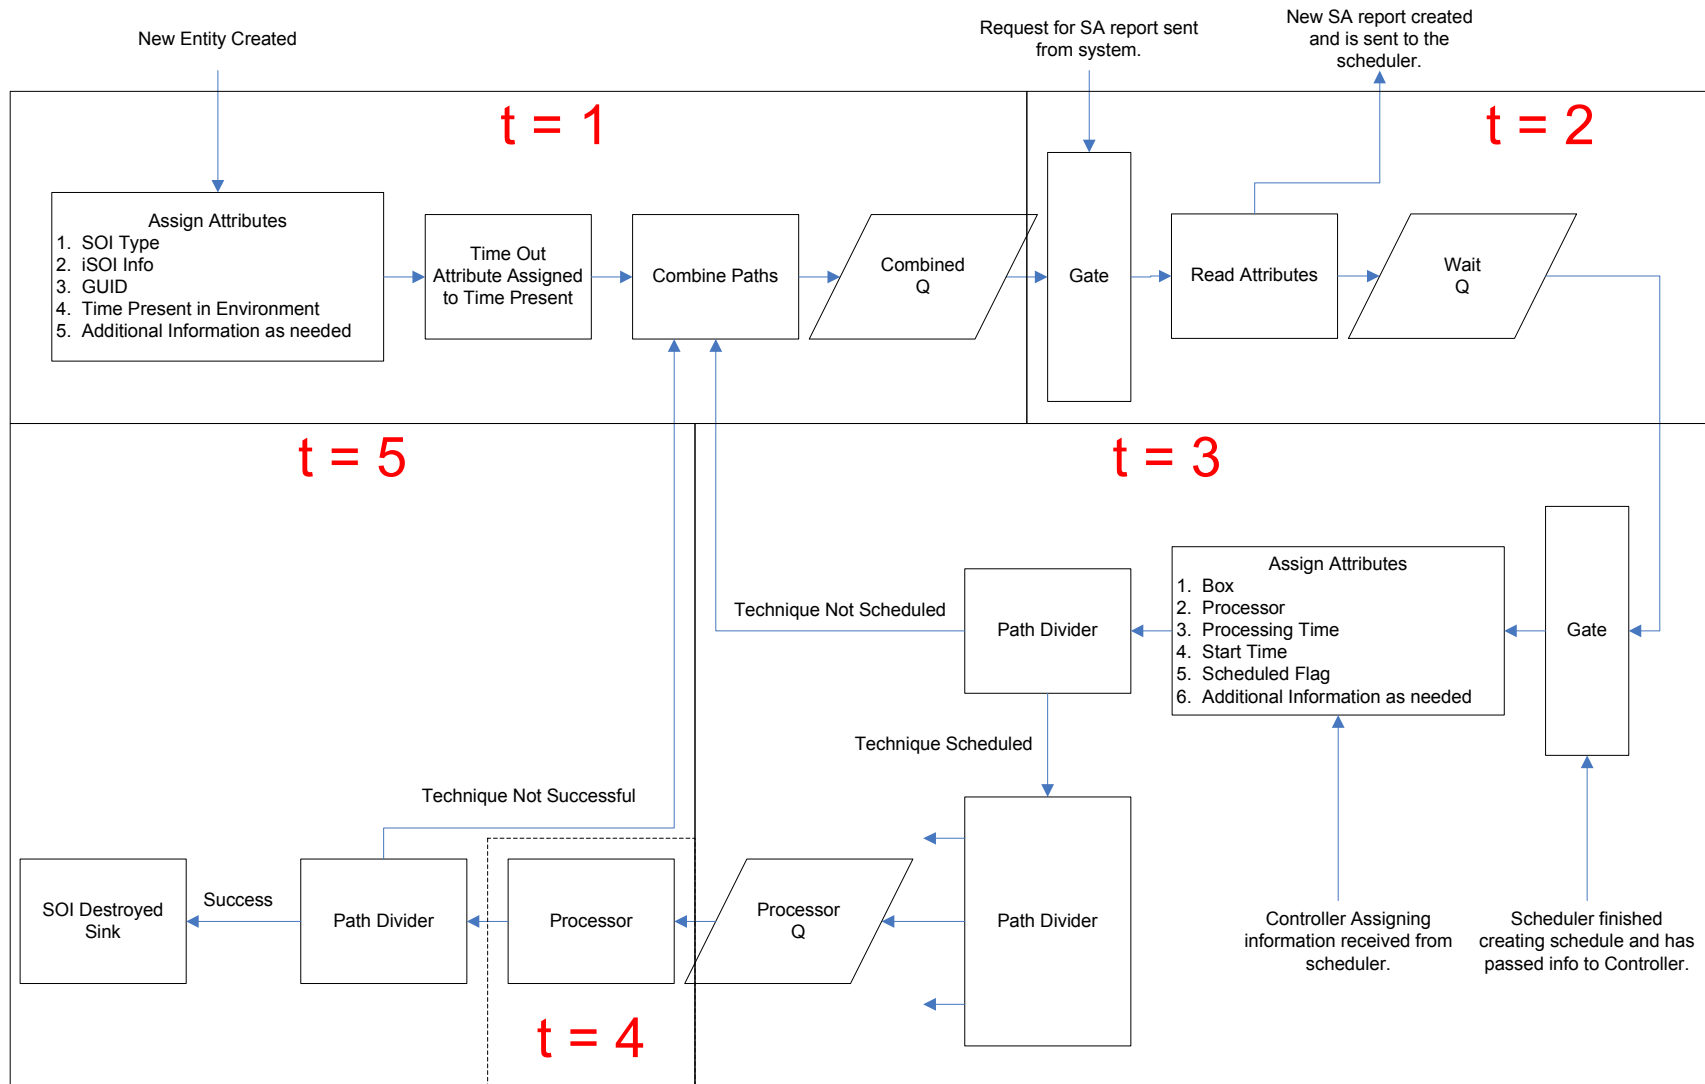 New Entity Created
Request for SA report sent
from system.
New SA report created
and is sent to the
scheduler.
t = 1
t = 2
Assign Attributes
1. SOI Type
2. iSOI Info
3. GUID
4. Time Present in Environment
5. Additional Information as needed
Time Out
Attribute Assigned
to Time Present
Combine Paths
Combined
Q
Gate
Read Attributes
Wait
Q
t = 5
t = 3
Technique Not Scheduled
Path Divider
Assign Attributes
1. Box
2. Processor
3. Processing Time
4. Start Time
5. Scheduled Flag
6. Additional Information as needed
Gate
Technique Scheduled
Technique Not Successful
SOI Destroyed
Sink
Success
Path Divider
Processor
Processor
Q
Path Divider
Controller Assigning
information received from
scheduler.
Scheduler finished
creating schedule and has
passed info to Controller.
t = 4